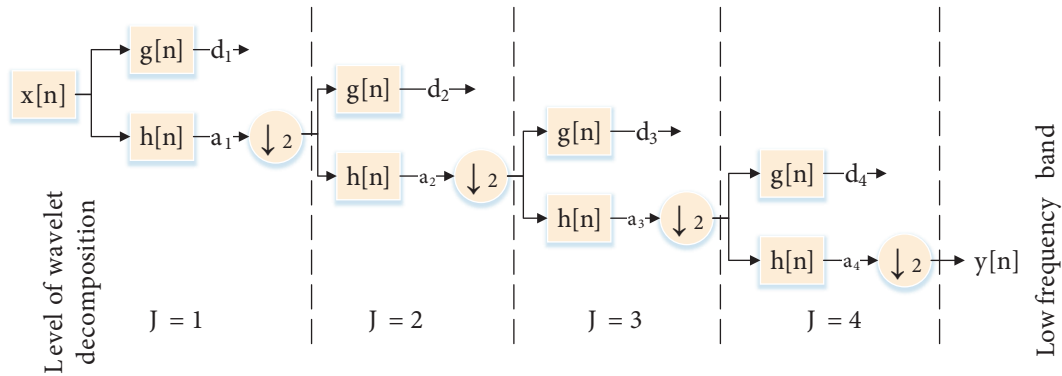 x[n]
g[n]
d1
h[n]
a1
↓ 2
g[n]
d2
h[n]
a2
↓ 2
g[n]
d3
h[n]
a3
↓ 2
g[n]
d4
h[n]
a4
↓ 2
y[n]
Level of wavelet
decomposition
J = 1
J = 2
J = 3
J = 4
Low frequency band